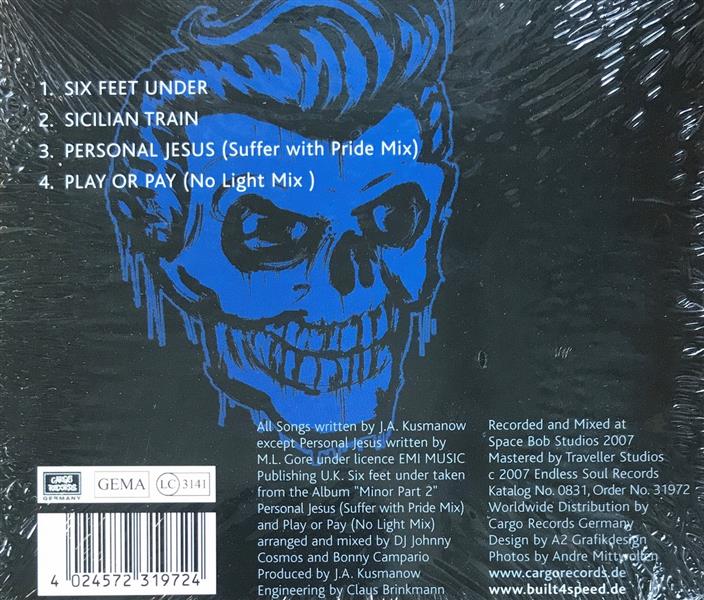 1. SIX FEET UNDER
2. SICILIAN TRAIN
3. PERSONAL JESUS (Suffer with Pride Mix)
4. PLAY OR PAY (No Light Mix )
All Songs written by J.A. Kusmanow
except Personal Jesus written by
M.L. Gore under licence EMI MUSIC
Publishing U.K. Six feet under taken
from the Album "Minor Part 2"
Personal Jesus (Suffer with Pride Mix)
and Play or Pay (No Light Mix)
arranged and mixed by DJ Johnny
Cosmos and Bonny Campario
Produced by J.A. Kusmanow
Engineering by Claus Brinkmann
Recorded and Mixed at
Space Bob Studios 2007
Mastered by Traveller Studios
c 2007 Endless Soul Records
Katalog No. 0831, Order No. 31972
Worldwide Distribution by
Cargo Records Germany
Design by A2 Grafikdesign
Photos by Andre Mittwollen
www.cargorecords.de
www.built4speed.de
CARGO
RECORDS
GERMANY
GEMA
LC 3141
4 024572 319724